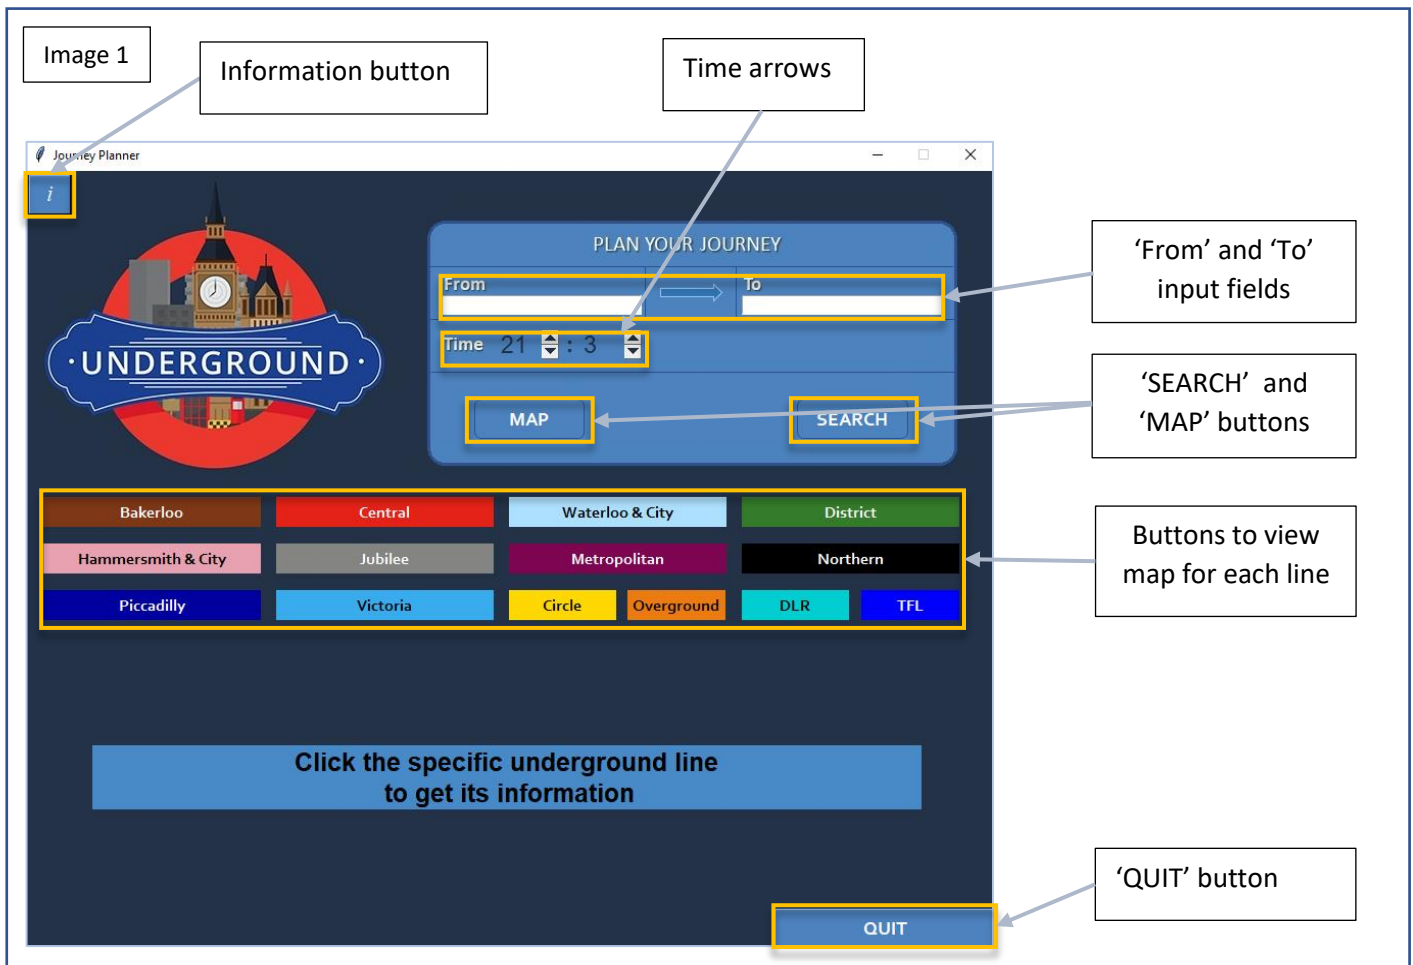 Image 1
Information button
Time arrows
Journey Planner
i
PLAN YOUR JOURNEY
From
To
Time 21 : 3
MAP
SEARCH
·UNDERGROUND·
'From' and 'To'
input fields
'SEARCH' and
'MAP' buttons
Bakerloo
Central
Waterloo & City
District
Hammersmith & City
Jubilee
Metropolitan
Northern
Piccadilly
Victoria
Circle
Overground
DLR
TFL
Buttons to view
map for each line
Click the specific underground line
to get its information
'QUIT' button
QUIT